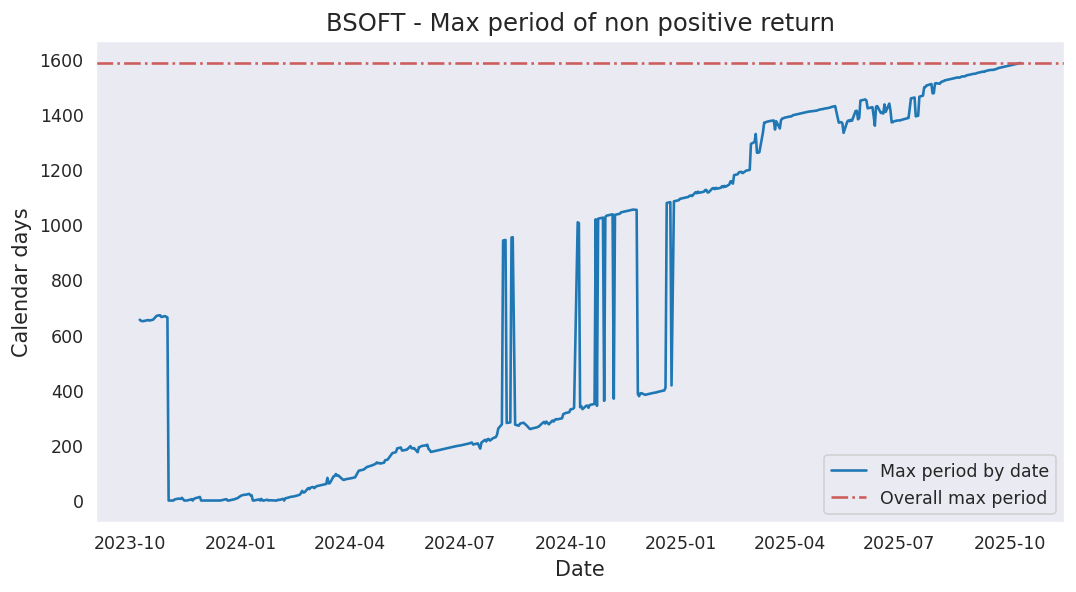 BSOFT - Max period of non positive return
1600
1400
1200
1000
800
600
400
200
0
Calendar days
2023-10 2024-01 2024-04 2024-07 2024-10 2025-01 2025-04 2025-07 2025-10
Date
Max period by date
Overall max period